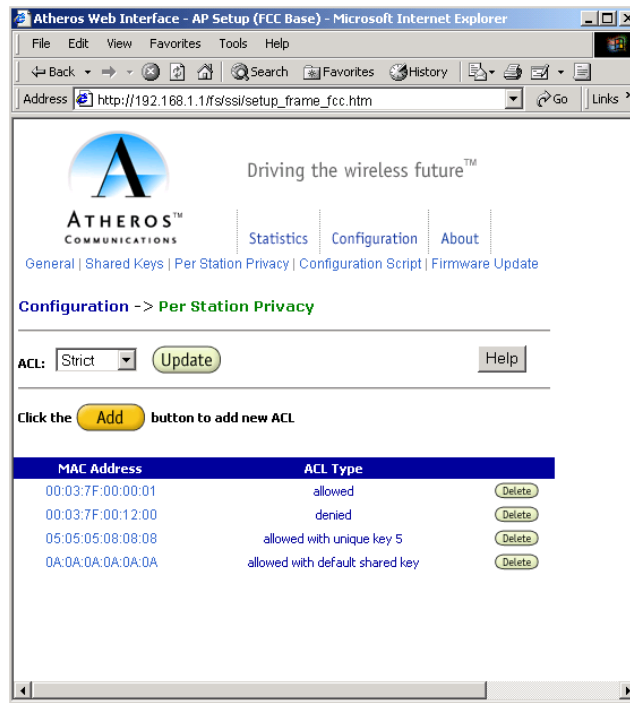 Atheros Web Interface - AP Setup (FCC Base) - Microsoft Internet Explorer
File Edit View Favorites Tools Help
Back Search Favorites History
Address http://192.168.1.1/fs/ssi/setup_frame_fcc.htm Go Links
Driving the wireless future™
ATHEROS™
COMMUNICATIONS
Statistics Configuration About
General | Shared Keys | Per Station Privacy | Configuration Script | Firmware Update
Configuration -> Per Station Privacy
ACL: Strict Update Help
Click the Add button to add new ACL
MAC Address ACL Type
00:03:7F:00:00:01 allowed Delete
00:03:7F:00:12:00 denied Delete
05:05:05:08:08:08 allowed with unique key 5 Delete
0A:0A:0A:0A:0A:0A allowed with default shared key Delete